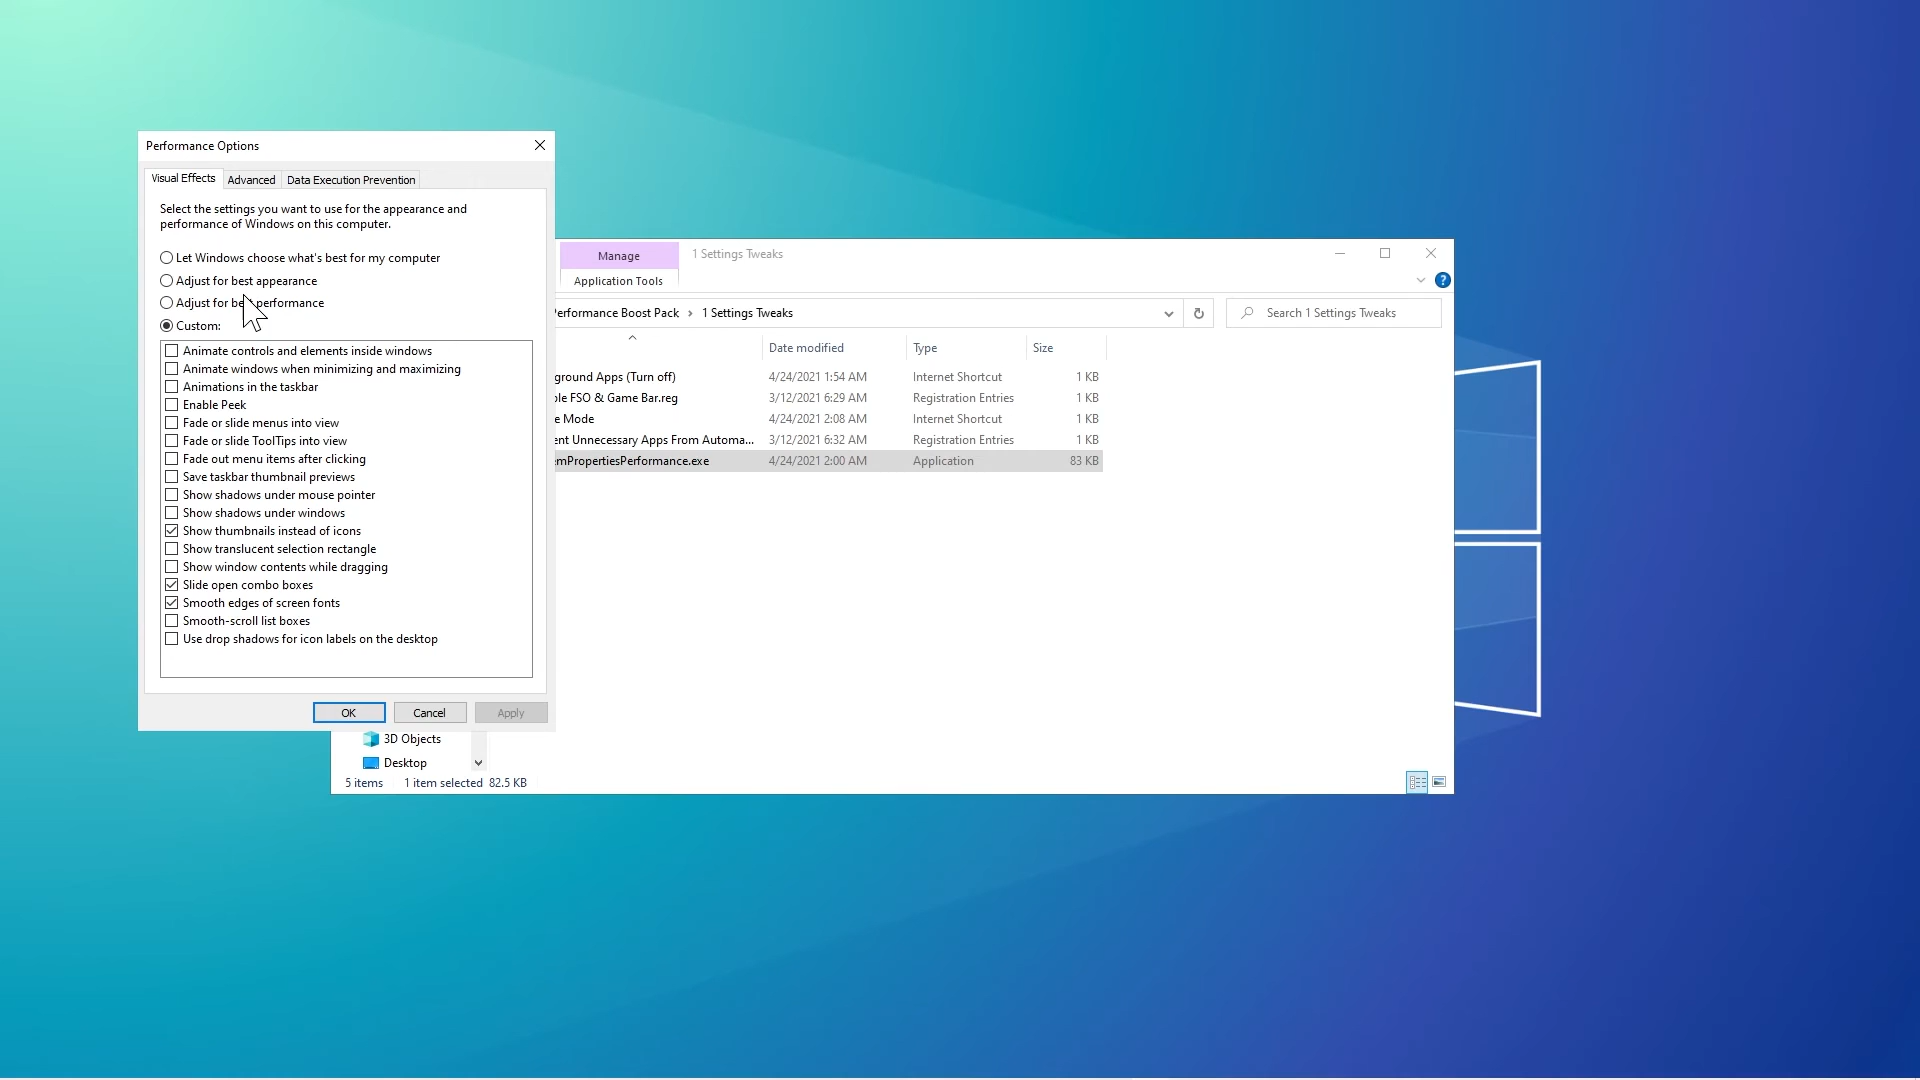 Performance Options
Visual Effects
Advanced
Data Execution Prevention
Select the settings you want to use for the appearance and
performance of Windows on this computer.
Let Windows choose what's best for my computer
Adjust for best appearance
Adjust for best performance
Custom:
Animate controls and elements inside windows
Animate windows when minimizing and maximizing
Animations in the taskbar
Enable Peek
Fade or slide menus into view
Fade or slide ToolTips into view
Fade out menu items after clicking
Save taskbar thumbnail previews
Show shadows under mouse pointer
Show shadows under windows
Show thumbnails instead of icons
Show translucent selection rectangle
Show window contents while dragging
Slide open combo boxes
Smooth edges of screen fonts
Smooth-scroll list boxes
Use drop shadows for icon labels on the desktop
OK
Cancel
Apply
Manage
1 Settings Tweaks
Application Tools
Performance Boost Pack › 1 Settings Tweaks
Search 1 Settings Tweaks
Date modified Type Size
ground Apps (Turn off) 4/24/2021 1:54 AM Internet Shortcut 1 KB
ble FSO & Game Bar.reg 3/12/2021 6:29 AM Registration Entries 1 KB
e Mode 4/24/2021 2:08 AM Internet Shortcut 1 KB
ent Unnecessary Apps From Automa... 3/12/2021 6:32 AM Registration Entries 1 KB
emPropertiesPerformance.exe 4/24/2021 2:00 AM Application 83 KB
3D Objects
Desktop
5 items 1 item selected 82.5 KB